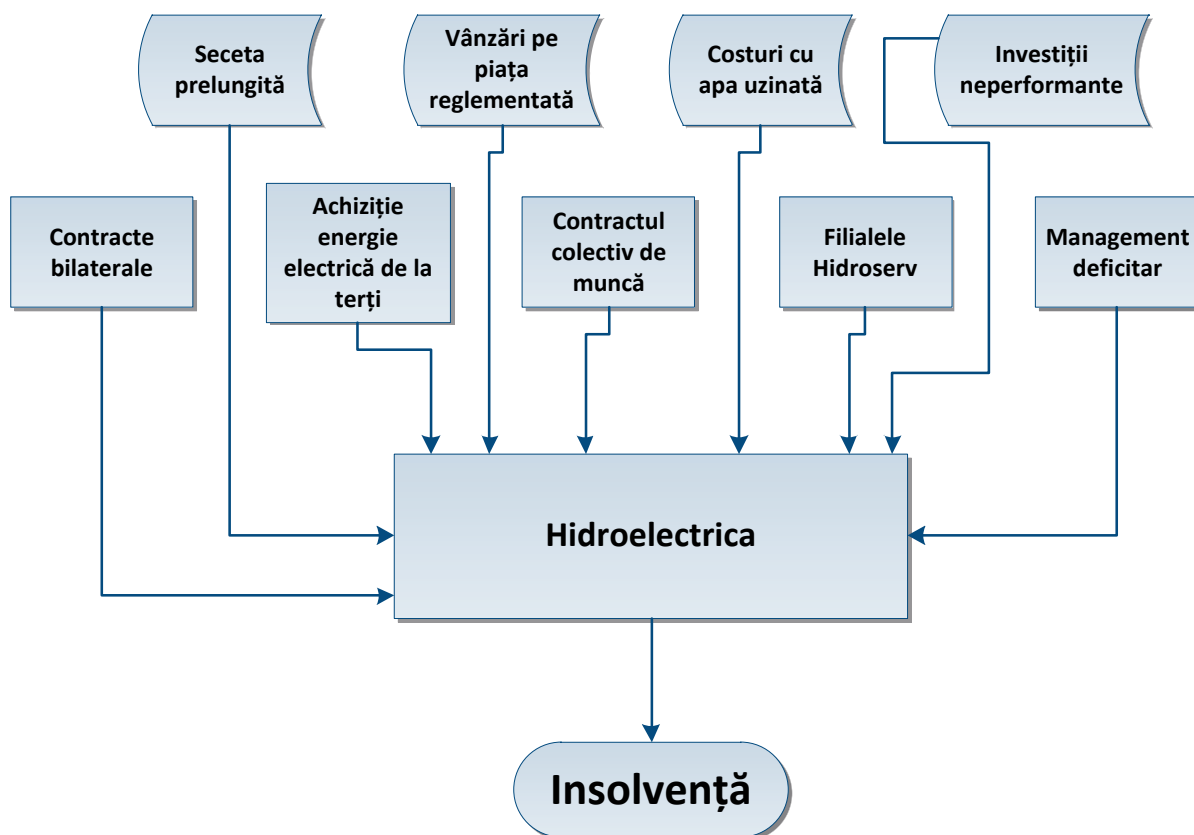 Seceta
prelungită
Vânzări pe
piața
reglementată
Costuri cu
apa uzinată
Investiții
neperformante
Contracte
bilaterale
Achiziție
energie
electrică de la
terți
Contractul
colectiv de
muncă
Filialele
Hidroserv
Management
deficitar
Hidroelectrica
Insolvență